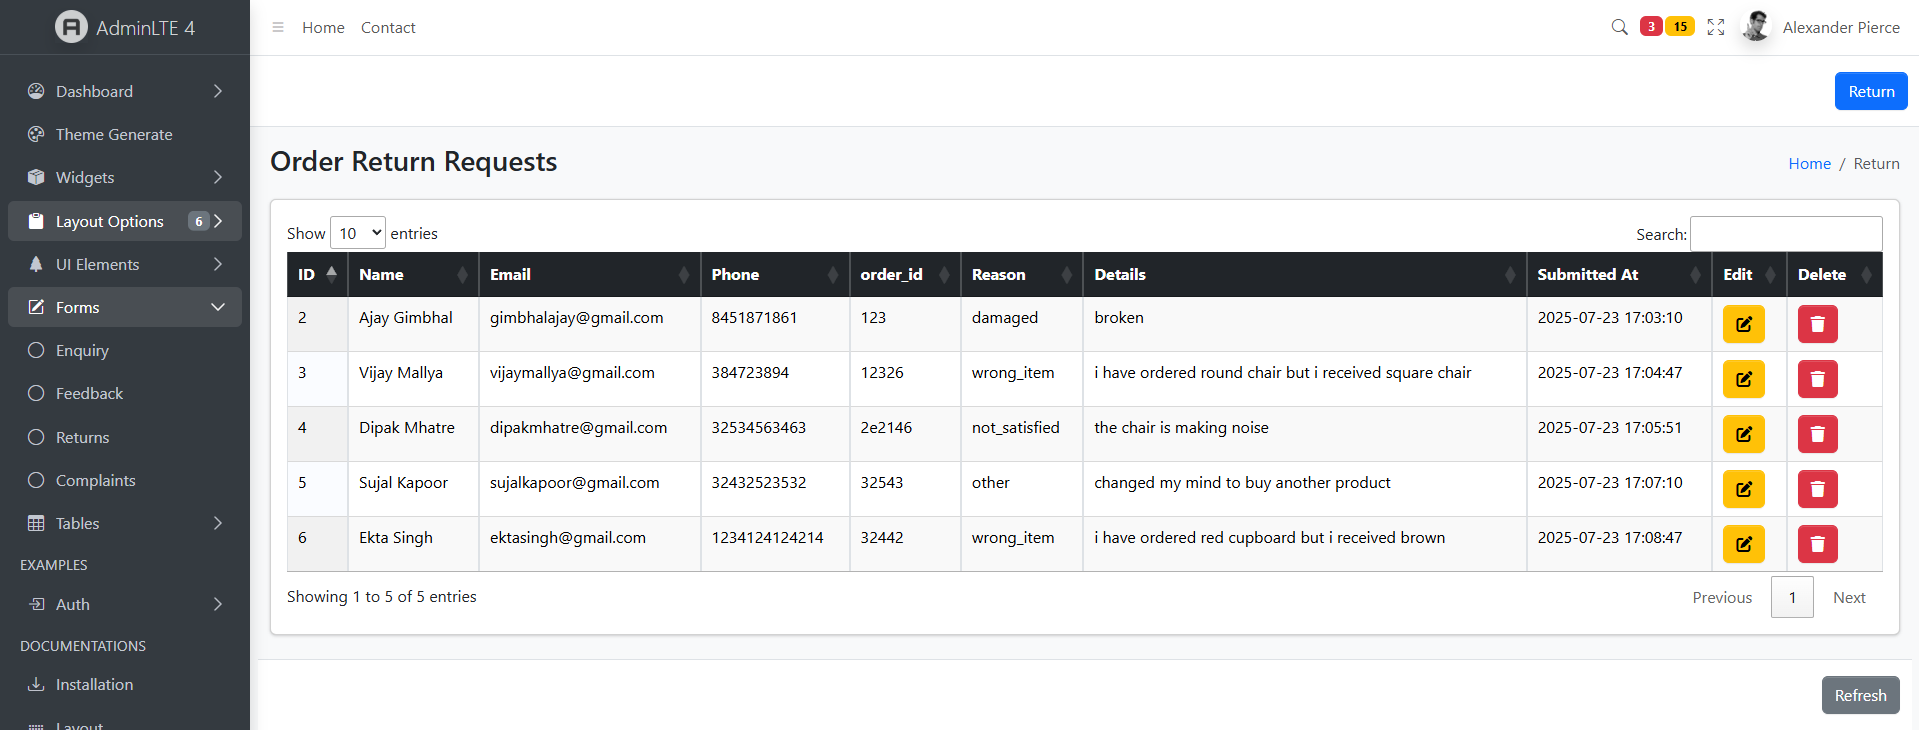 AdminLTE 4
Home Contact 3 15 Alexander Pierce
Return
Dashboard
Theme Generate
Widgets
Layout Options 6
UI Elements
Forms
Enquiry
Feedback
Returns
Complaints
Tables
EXAMPLES
Auth
DOCUMENTATIONS
Installation
Layout
Order Return Requests
Home / Return
Show 10 entries Search:
ID Name Email Phone order_id Reason Details Submitted At Edit Delete
2 Ajay Gimbhal gimbhalajay@gmail.com 8451871861 123 damaged broken 2025-07-23 17:03:10
3 Vijay Mallya vijaymallya@gmail.com 384723894 12326 wrong_item i have ordered round chair but i received square chair 2025-07-23 17:04:47
4 Dipak Mhatre dipakmhatre@gmail.com 32534563463 2e2146 not_satisfied the chair is making noise 2025-07-23 17:05:51
5 Sujal Kapoor sujalkapoor@gmail.com 32432523532 32543 other changed my mind to buy another product 2025-07-23 17:07:10
6 Ekta Singh ektasingh@gmail.com 1234124124214 32442 wrong_item i have ordered red cupboard but i received brown 2025-07-23 17:08:47
Showing 1 to 5 of 5 entries Previous 1 Next
Refresh